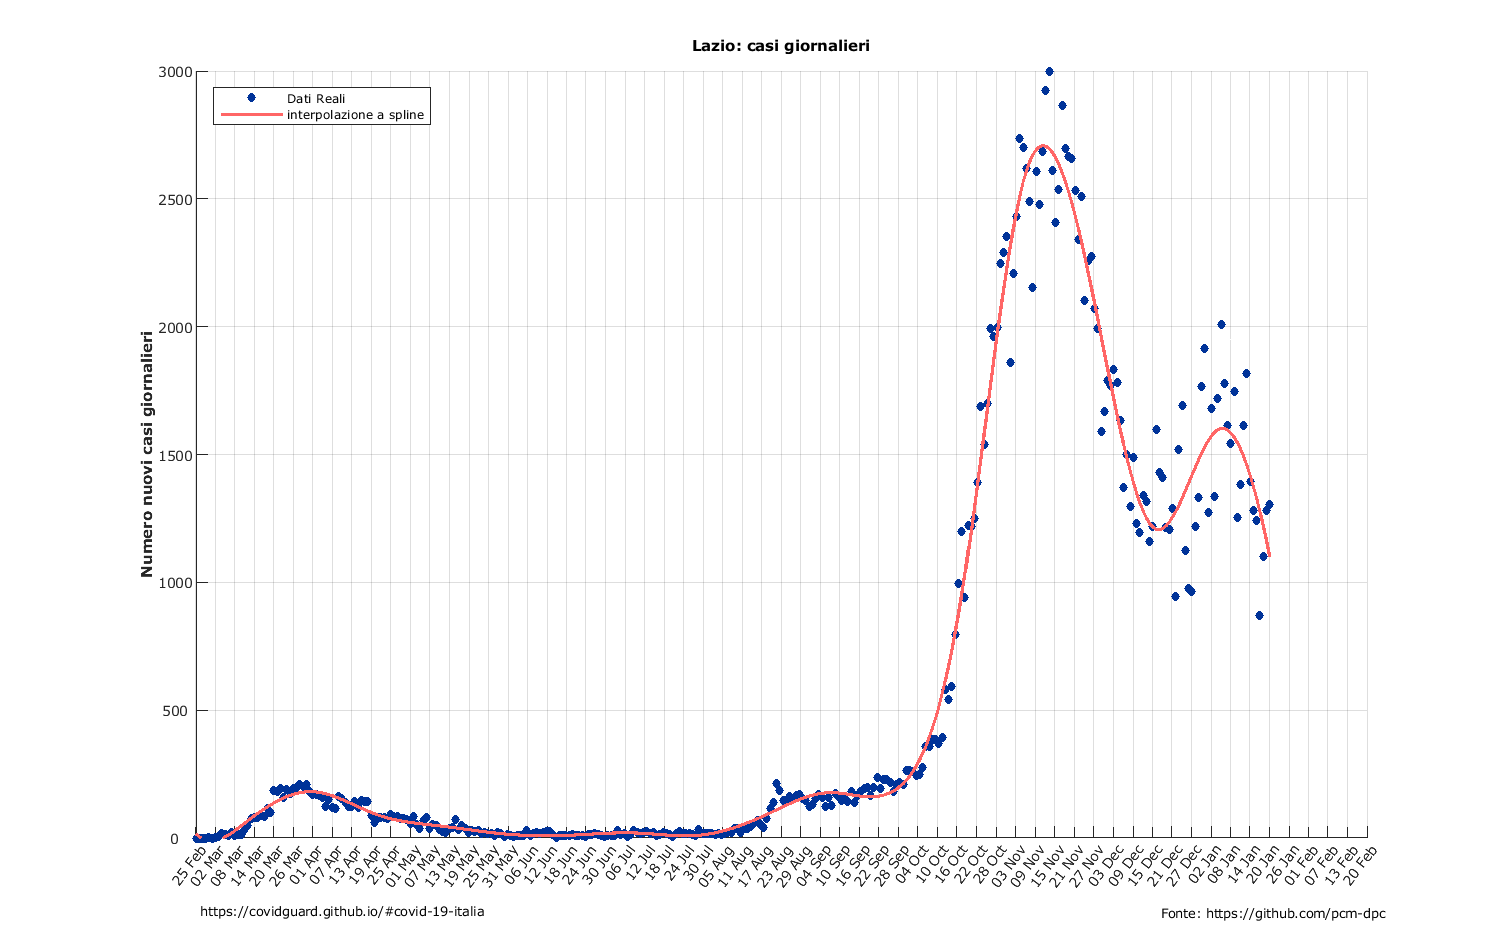 Lazio: casi giornalieri
Dati Reali
interpolazione a spline
Numero nuovi casi giornalieri
3000
2500
2000
1500
1000
500
0
25 Feb
02 Mar
08 Mar
14 Mar
20 Mar
26 Mar
01 Apr
07 Apr
13 Apr
19 Apr
25 Apr
01 May
07 May
13 May
19 May
25 May
31 May
06 Jun
12 Jun
18 Jun
24 Jun
30 Jun
06 Jul
12 Jul
18 Jul
24 Jul
30 Jul
05 Aug
11 Aug
17 Aug
23 Aug
29 Aug
04 Sep
10 Sep
16 Sep
22 Sep
28 Sep
04 Oct
10 Oct
16 Oct
22 Oct
28 Oct
03 Nov
09 Nov
15 Nov
21 Nov
27 Nov
03 Dec
09 Dec
15 Dec
21 Dec
27 Dec
02 Jan
08 Jan
14 Jan
20 Jan
26 Jan
01 Feb
07 Feb
13 Feb
20 Feb
https://covidguard.github.io/#covid-19-italia
Fonte: https://github.com/pcm-dpc